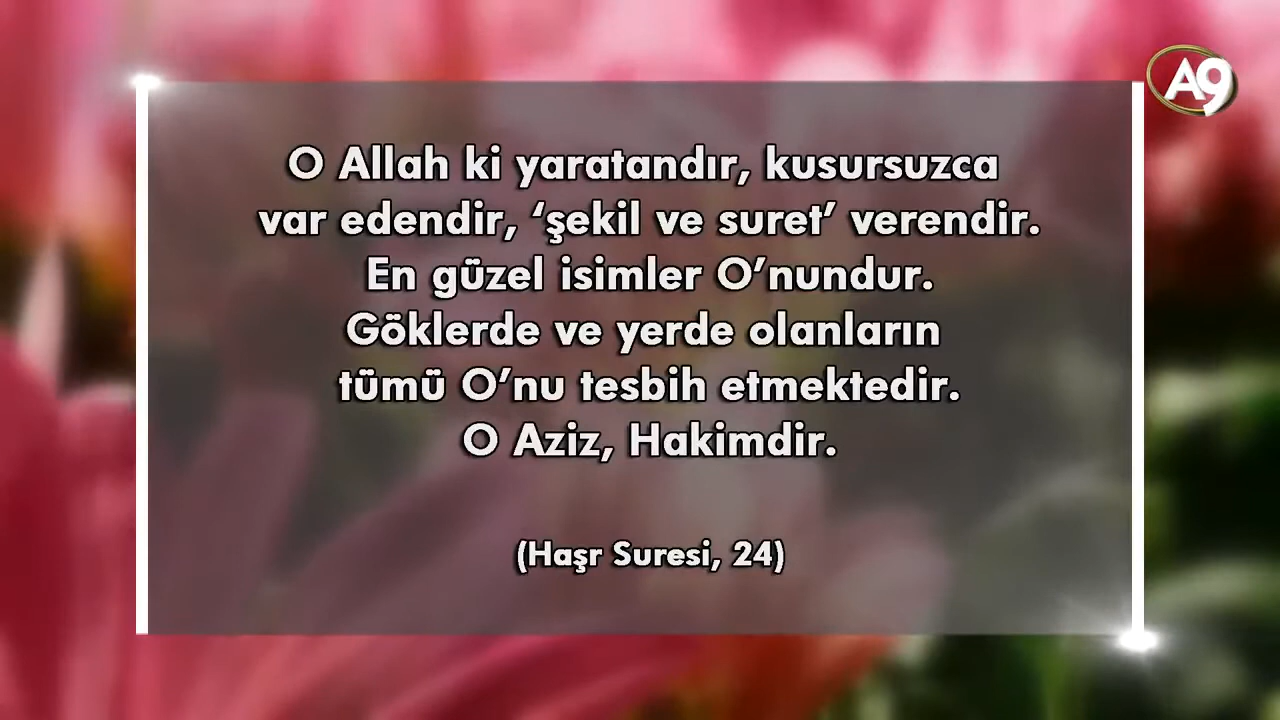 A9
O Allah ki yaratandır, kusursuzca
var edendir, ‘şekil ve suret’ verendir.
En güzel isimler O’nundur.
Göklerde ve yerde olanların
tümü O’nu tesbih etmektedir.
O Aziz, Hakimdir.
(Haşr Suresi, 24)